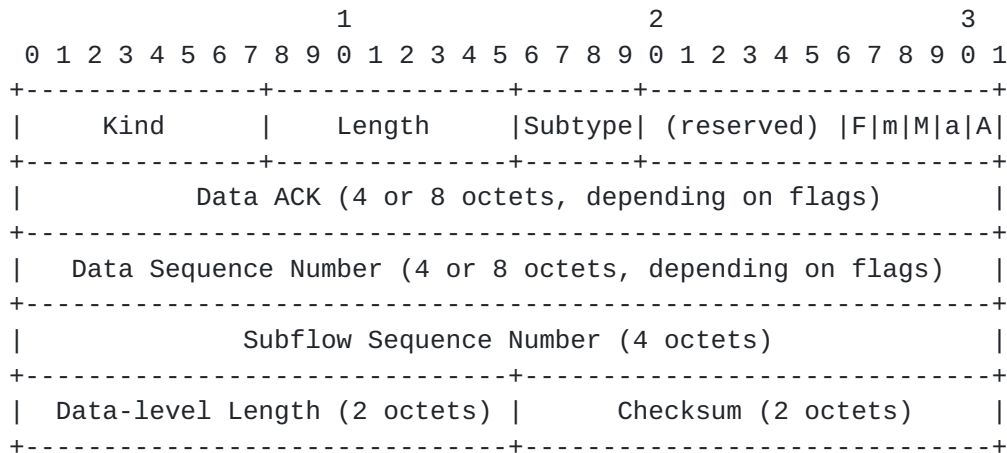 1                   2                   3
 0 1 2 3 4 5 6 7 8 9 0 1 2 3 4 5 6 7 8 9 0 1 2 3 4 5 6 7 8 9 0 1
+---------------+---------------+-------+----------------------+
|     Kind      |    Length     |Subtype| (reserved) |F|m|M|a|A|
+---------------+---------------+-------+----------------------+
|           Data ACK (4 or 8 octets, depending on flags)       |
+--------------------------------------------------------------+
|   Data Sequence Number (4 or 8 octets, depending on flags)   |
+--------------------------------------------------------------+
|              Subflow Sequence Number (4 octets)              |
+-------------------------------+------------------------------+
|  Data-level Length (2 octets) |      Checksum (2 octets)     |
+-------------------------------+------------------------------+